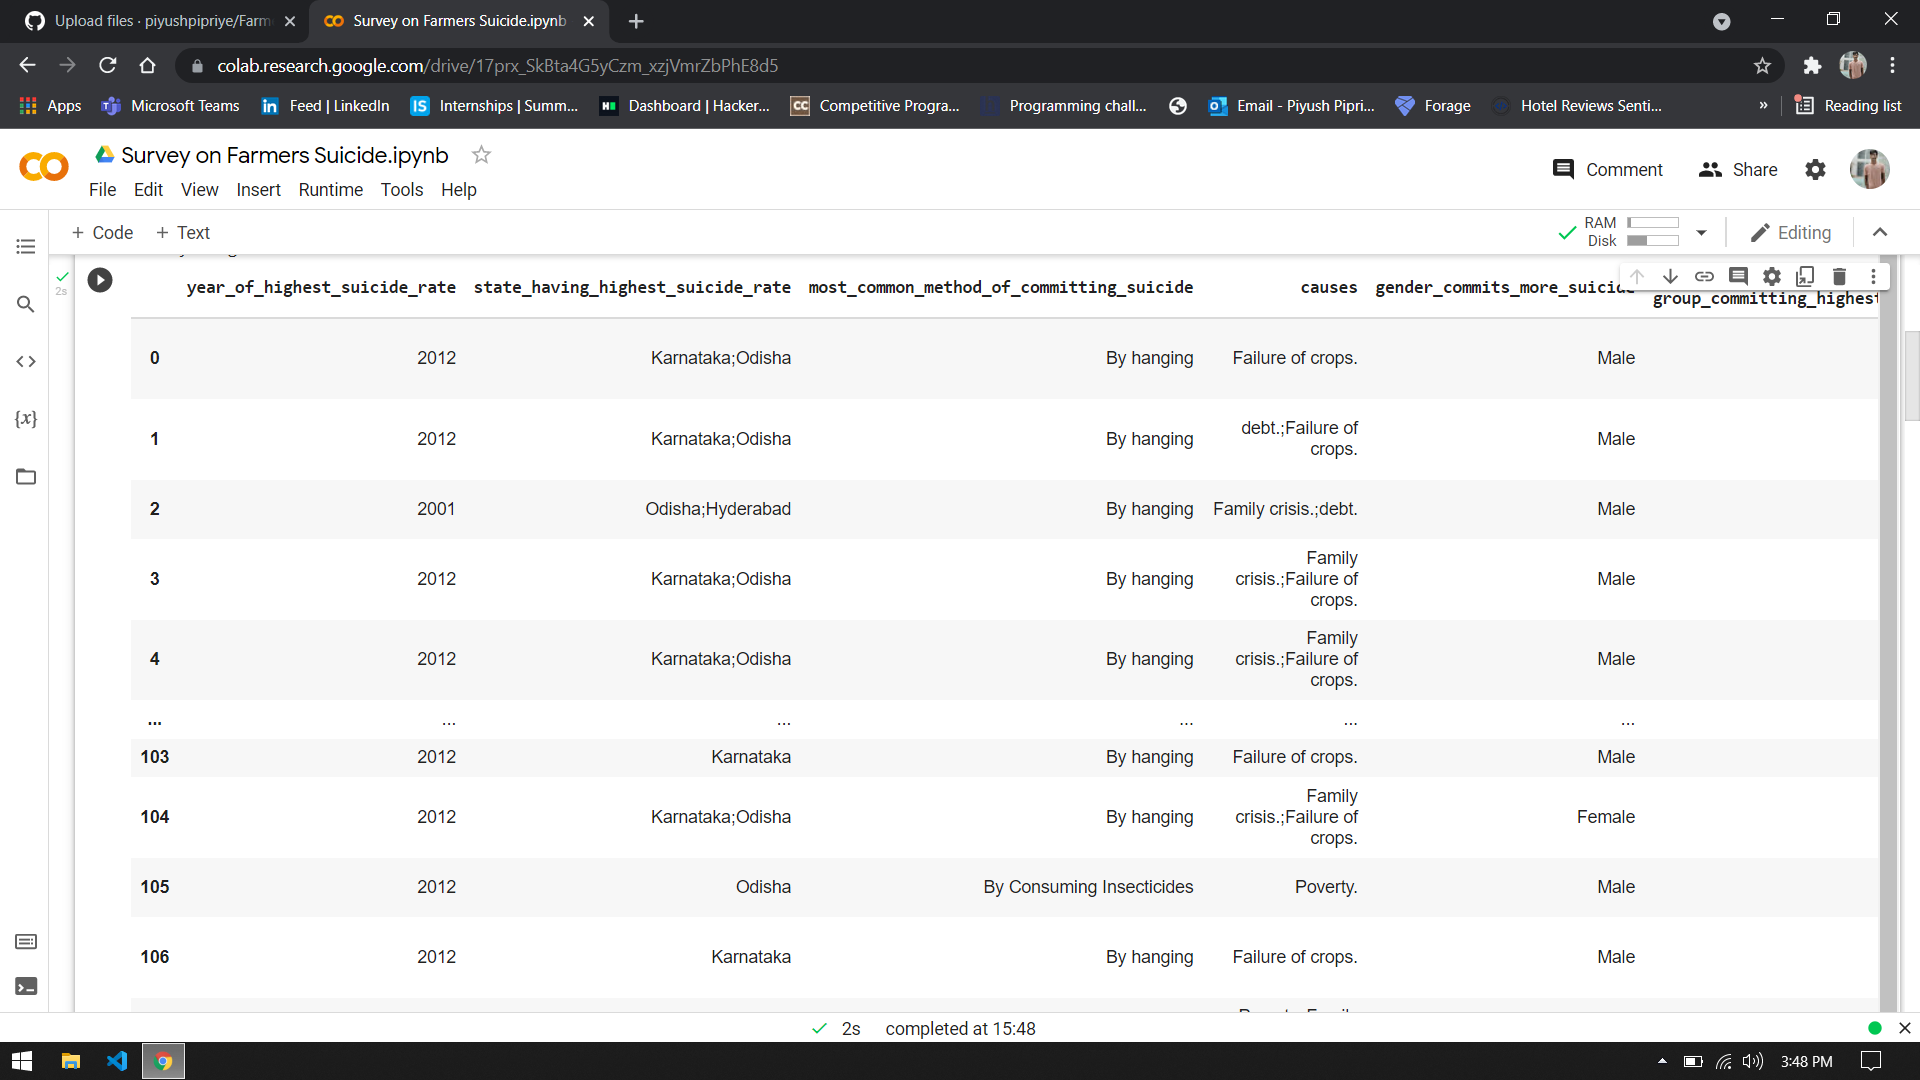 Upload files · piyushpipriye/Farm
Survey on Farmers Suicide.ipynb
colab.research.google.com/drive/17prx_SkBta4G5yCzm_xzjVmrZbPhE8d5
Apps Microsoft Teams Feed | LinkedIn Internships | Summ... Dashboard | Hacker... Competitive Progra... Programming chall... Email - Piyush Pipri... Forage Hotel Reviews Senti... » Reading list
Survey on Farmers Suicide.ipynb
Comment Share
File Edit View Insert Runtime Tools Help
+ Code + Text
RAM
Disk
Editing
2s
year_of_highest_suicide_rate state_having_highest_suicide_rate most_common_method_of_committing_suicide causes gender_commits_more_suicide
group_committing_highest
0 2012 Karnataka;Odisha By hanging Failure of crops. Male
1 2012 Karnataka;Odisha By hanging debt.;Failure of
crops. Male
2 2001 Odisha;Hyderabad By hanging Family crisis.;debt. Male
3 2012 Karnataka;Odisha By hanging Family
crisis.;Failure of
crops. Male
4 2012 Karnataka;Odisha By hanging Family
crisis.;Failure of
crops. Male
... ... ... ... ... ...
103 2012 Karnataka By hanging Failure of crops. Male
104 2012 Karnataka;Odisha By hanging Family
crisis.;Failure of
crops. Female
105 2012 Odisha By Consuming Insecticides Poverty. Male
106 2012 Karnataka By hanging Failure of crops. Male
2s completed at 15:48
3:48 PM